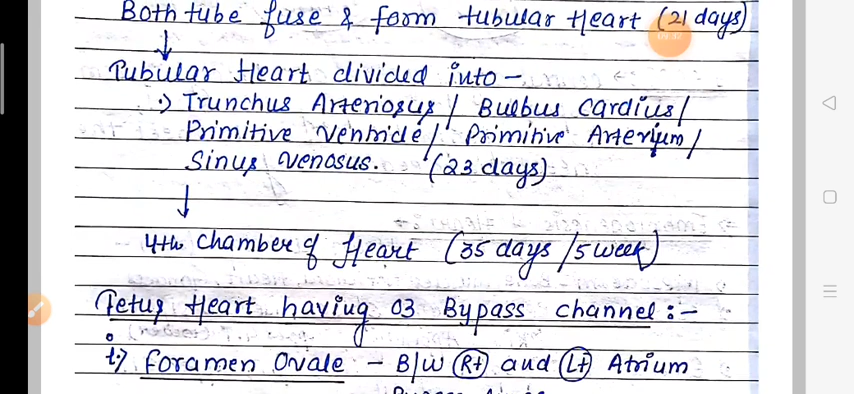 Both tube fuse & form tubular Heart (21 days)
↓
Tubular Heart divided into -
·) Trunchus Arteriosus / Bulbus Cardius /
Primitive Ventricle / Primitive Arterium /
Sinus Venosus. (23 days)
↓
4th Chamber of Heart (35 days /5 week)
Fetus Heart having 03 Bypass channel :-
i·) Foramen Ovale - B/W (Rt) and (Lt) Atrium